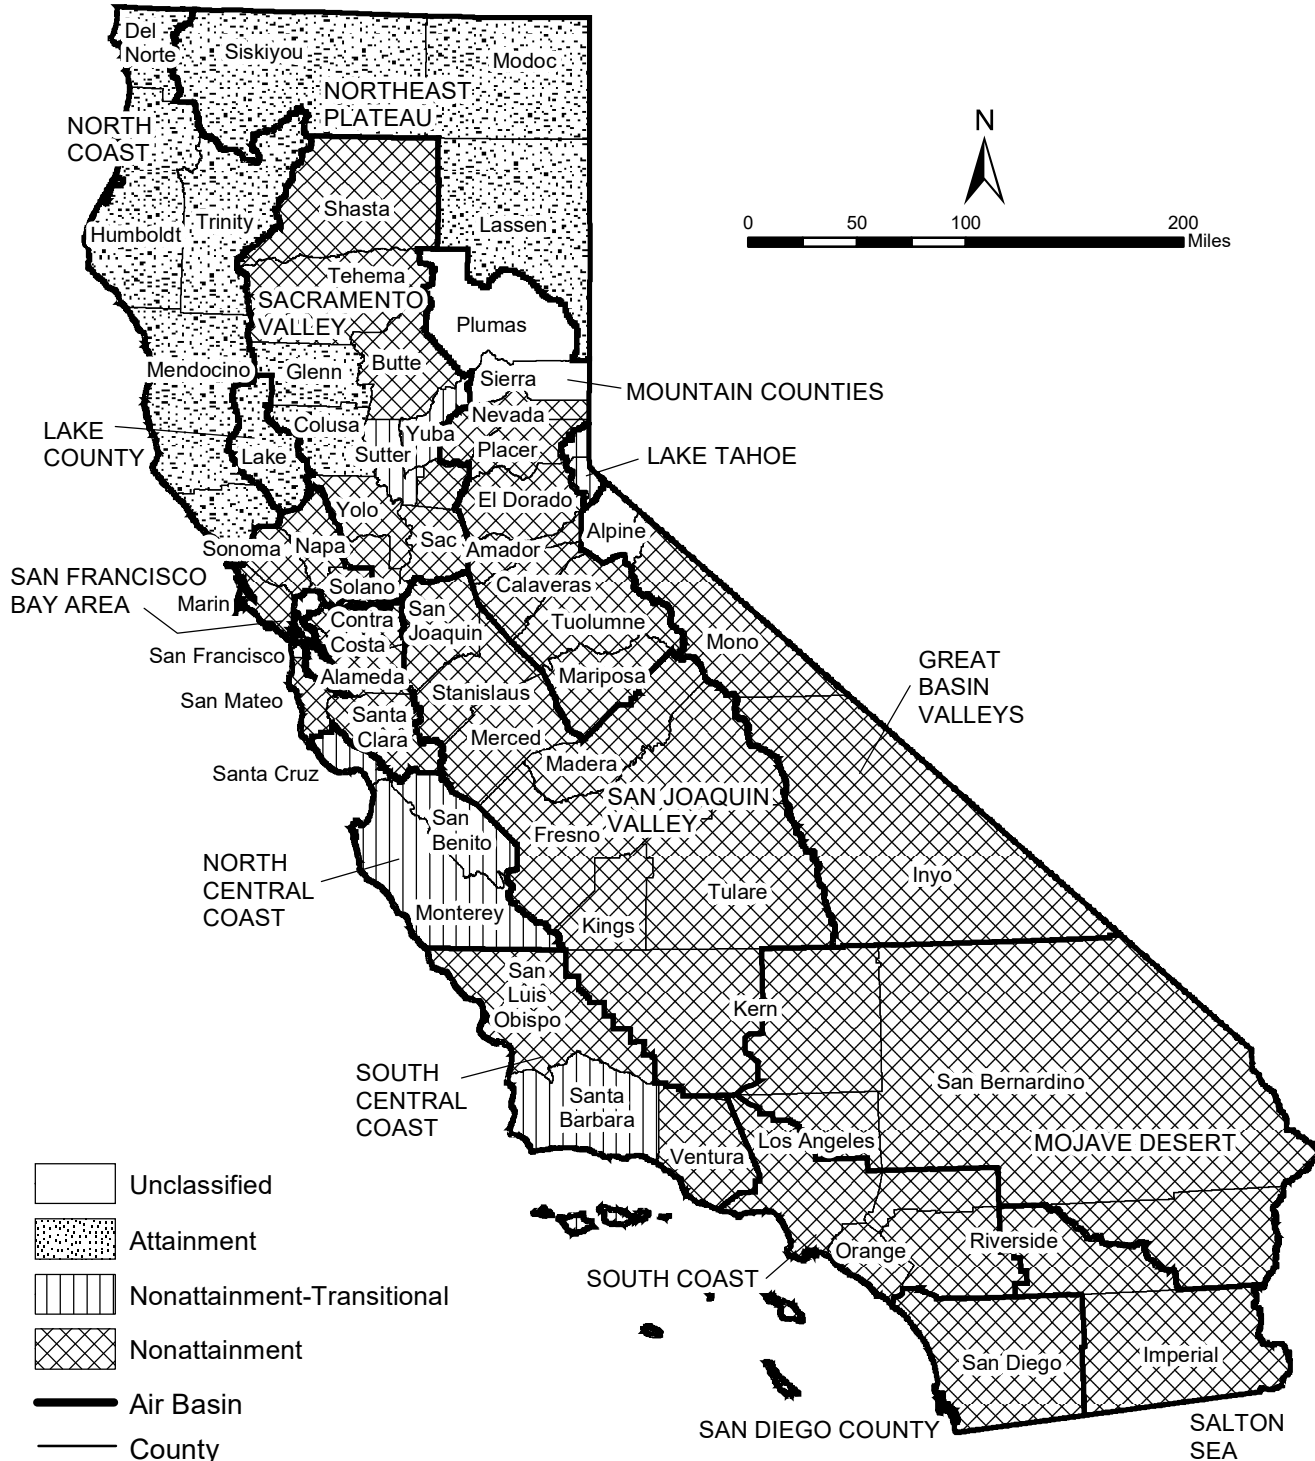 Del
Norte
Siskiyou
Modoc
NORTHEAST
PLATEAU
NORTH
COAST
N
Shasta
Trinity
Humboldt
Lassen
0
50
100
200
Miles
Tehema
SACRAMENTO
VALLEY
Plumas
Mendocino
Glenn
Butte
Sierra
MOUNTAIN COUNTIES
Nevada
Colusa
Yuba
LAKE
COUNTY
Lake
Sutter
Placer
LAKE TAHOE
Yolo
El Dorado
Alpine
Sonoma
Napa
Sac
Amador
SAN FRANCISCO
BAY AREA
Marin
Solano
Calaveras
Contra
Costa
San
Joaquin
Tuolumne
Mono
San Francisco
Alameda
Mariposa
GREAT
BASIN
VALLEYS
San Mateo
Stanislaus
Santa
Clara
Merced
Madera
Santa Cruz
SAN JOAQUIN
VALLEY
San
Benito
Fresno
NORTH
CENTRAL
COAST
Inyo
Tulare
Monterey
Kings
San
Luis
Obispo
Kern
SOUTH
CENTRAL
COAST
Santa
Barbara
San Bernardino
Los Angeles
MOJAVE DESERT
Ventura
Riverside
Orange
SOUTH COAST
San Diego
Imperial
SAN DIEGO COUNTY
SALTON
SEA
Unclassified
Attainment
Nonattainment-Transitional
Nonattainment
Air Basin
County